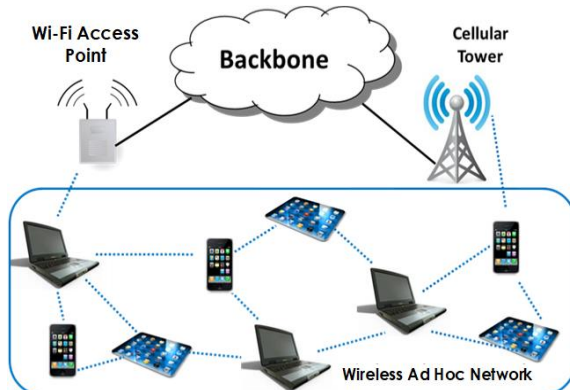 Wi-Fi Access
Point
Backbone
Cellular
Tower
Wireless Ad Hoc Network